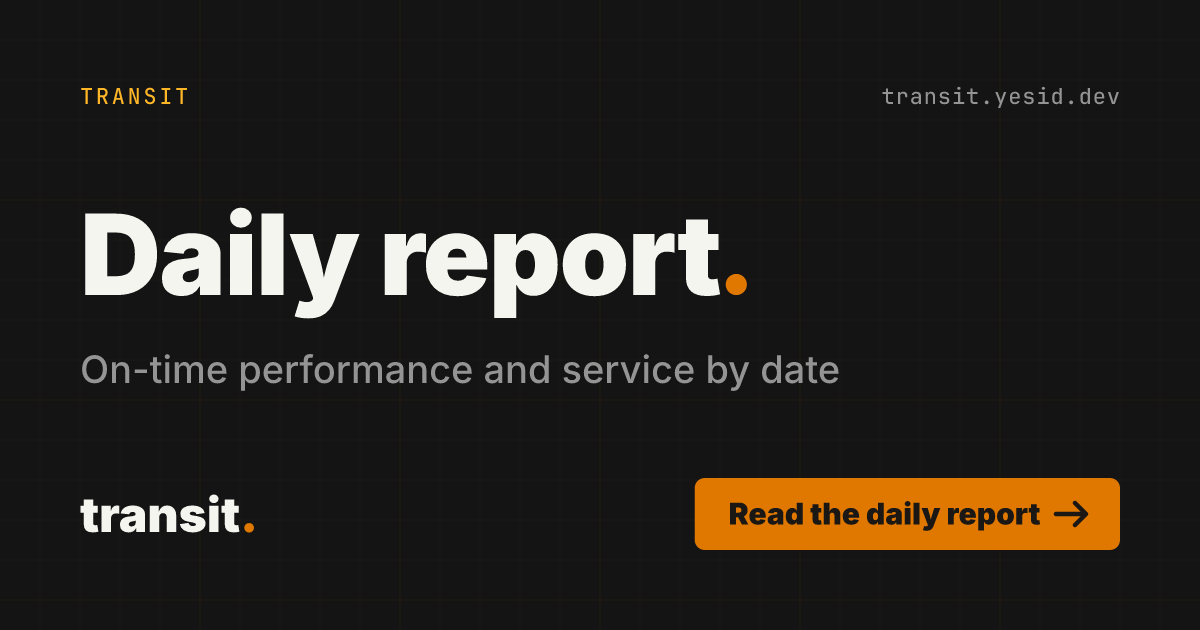 TRANSIT
transit.yesid.dev
Daily report.
On-time performance and service by date
transit.
Read the daily report →